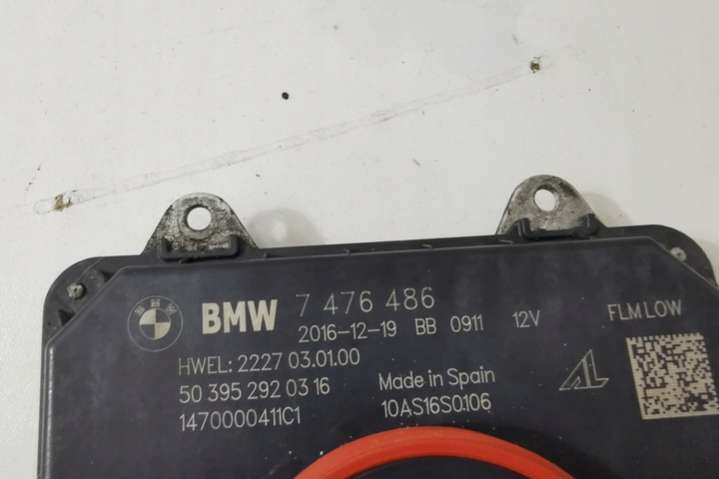 BMW 7 476 486
2016-12-19 BB 0911 12V FLM LOW
HWEL: 2227 03.01.00
50 395 292 03 16 Made in Spain AL
1470000411C1 10AS16S0106